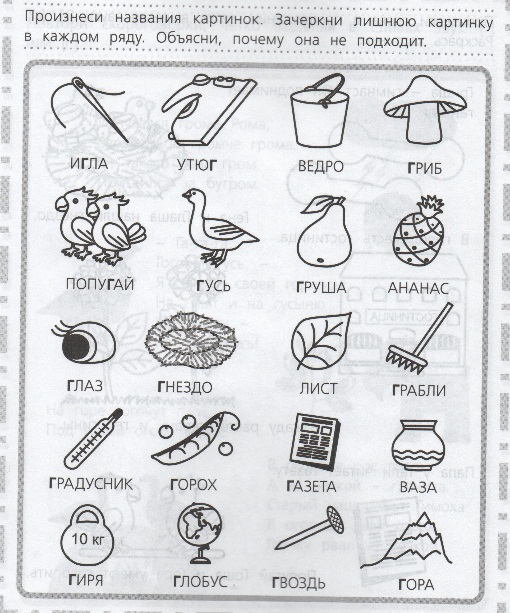 Произнеси названия картинок. Зачеркни лишнюю картинку
в каждом ряду. Объясни, почему она не подходит.
ИГЛА УТЮГ ВЕДРО ГРИБ
ПОПУГАЙ ГУСЬ ГРУША АНАНАС
ГЛАЗ ГНЕЗДО ЛИСТ ГРАБЛИ
ГРАДУСНИК ГОРОХ ГАЗЕТА ВАЗА
10 кг
ГИРЯ ГЛОБУС ГВОЗДЬ ГОРА